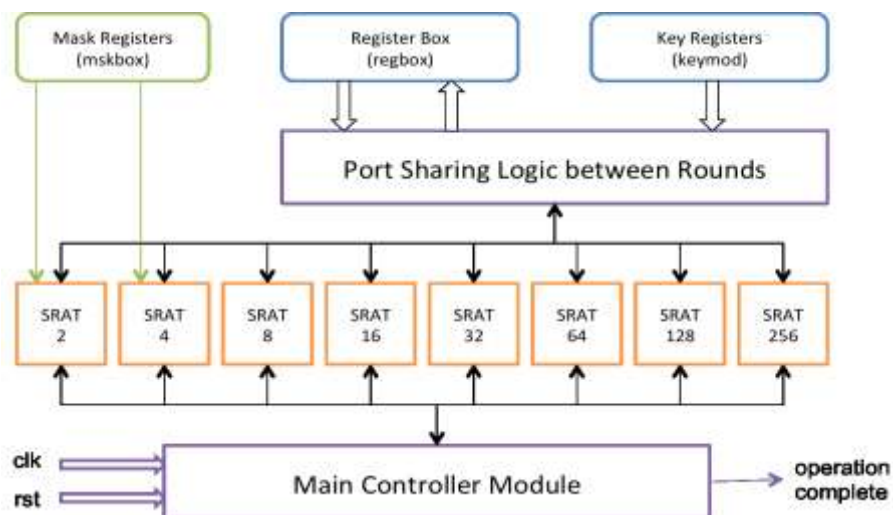 Mask Registers
(mskbox)
Register Box
(regbox)
Key Registers
(keymod)
Port Sharing Logic between Rounds
SRAT
2
SRAT
4
SRAT
8
SRAT
16
SRAT
32
SRAT
64
SRAT
128
SRAT
256
clk
rst
Main Controller Module
operation
complete